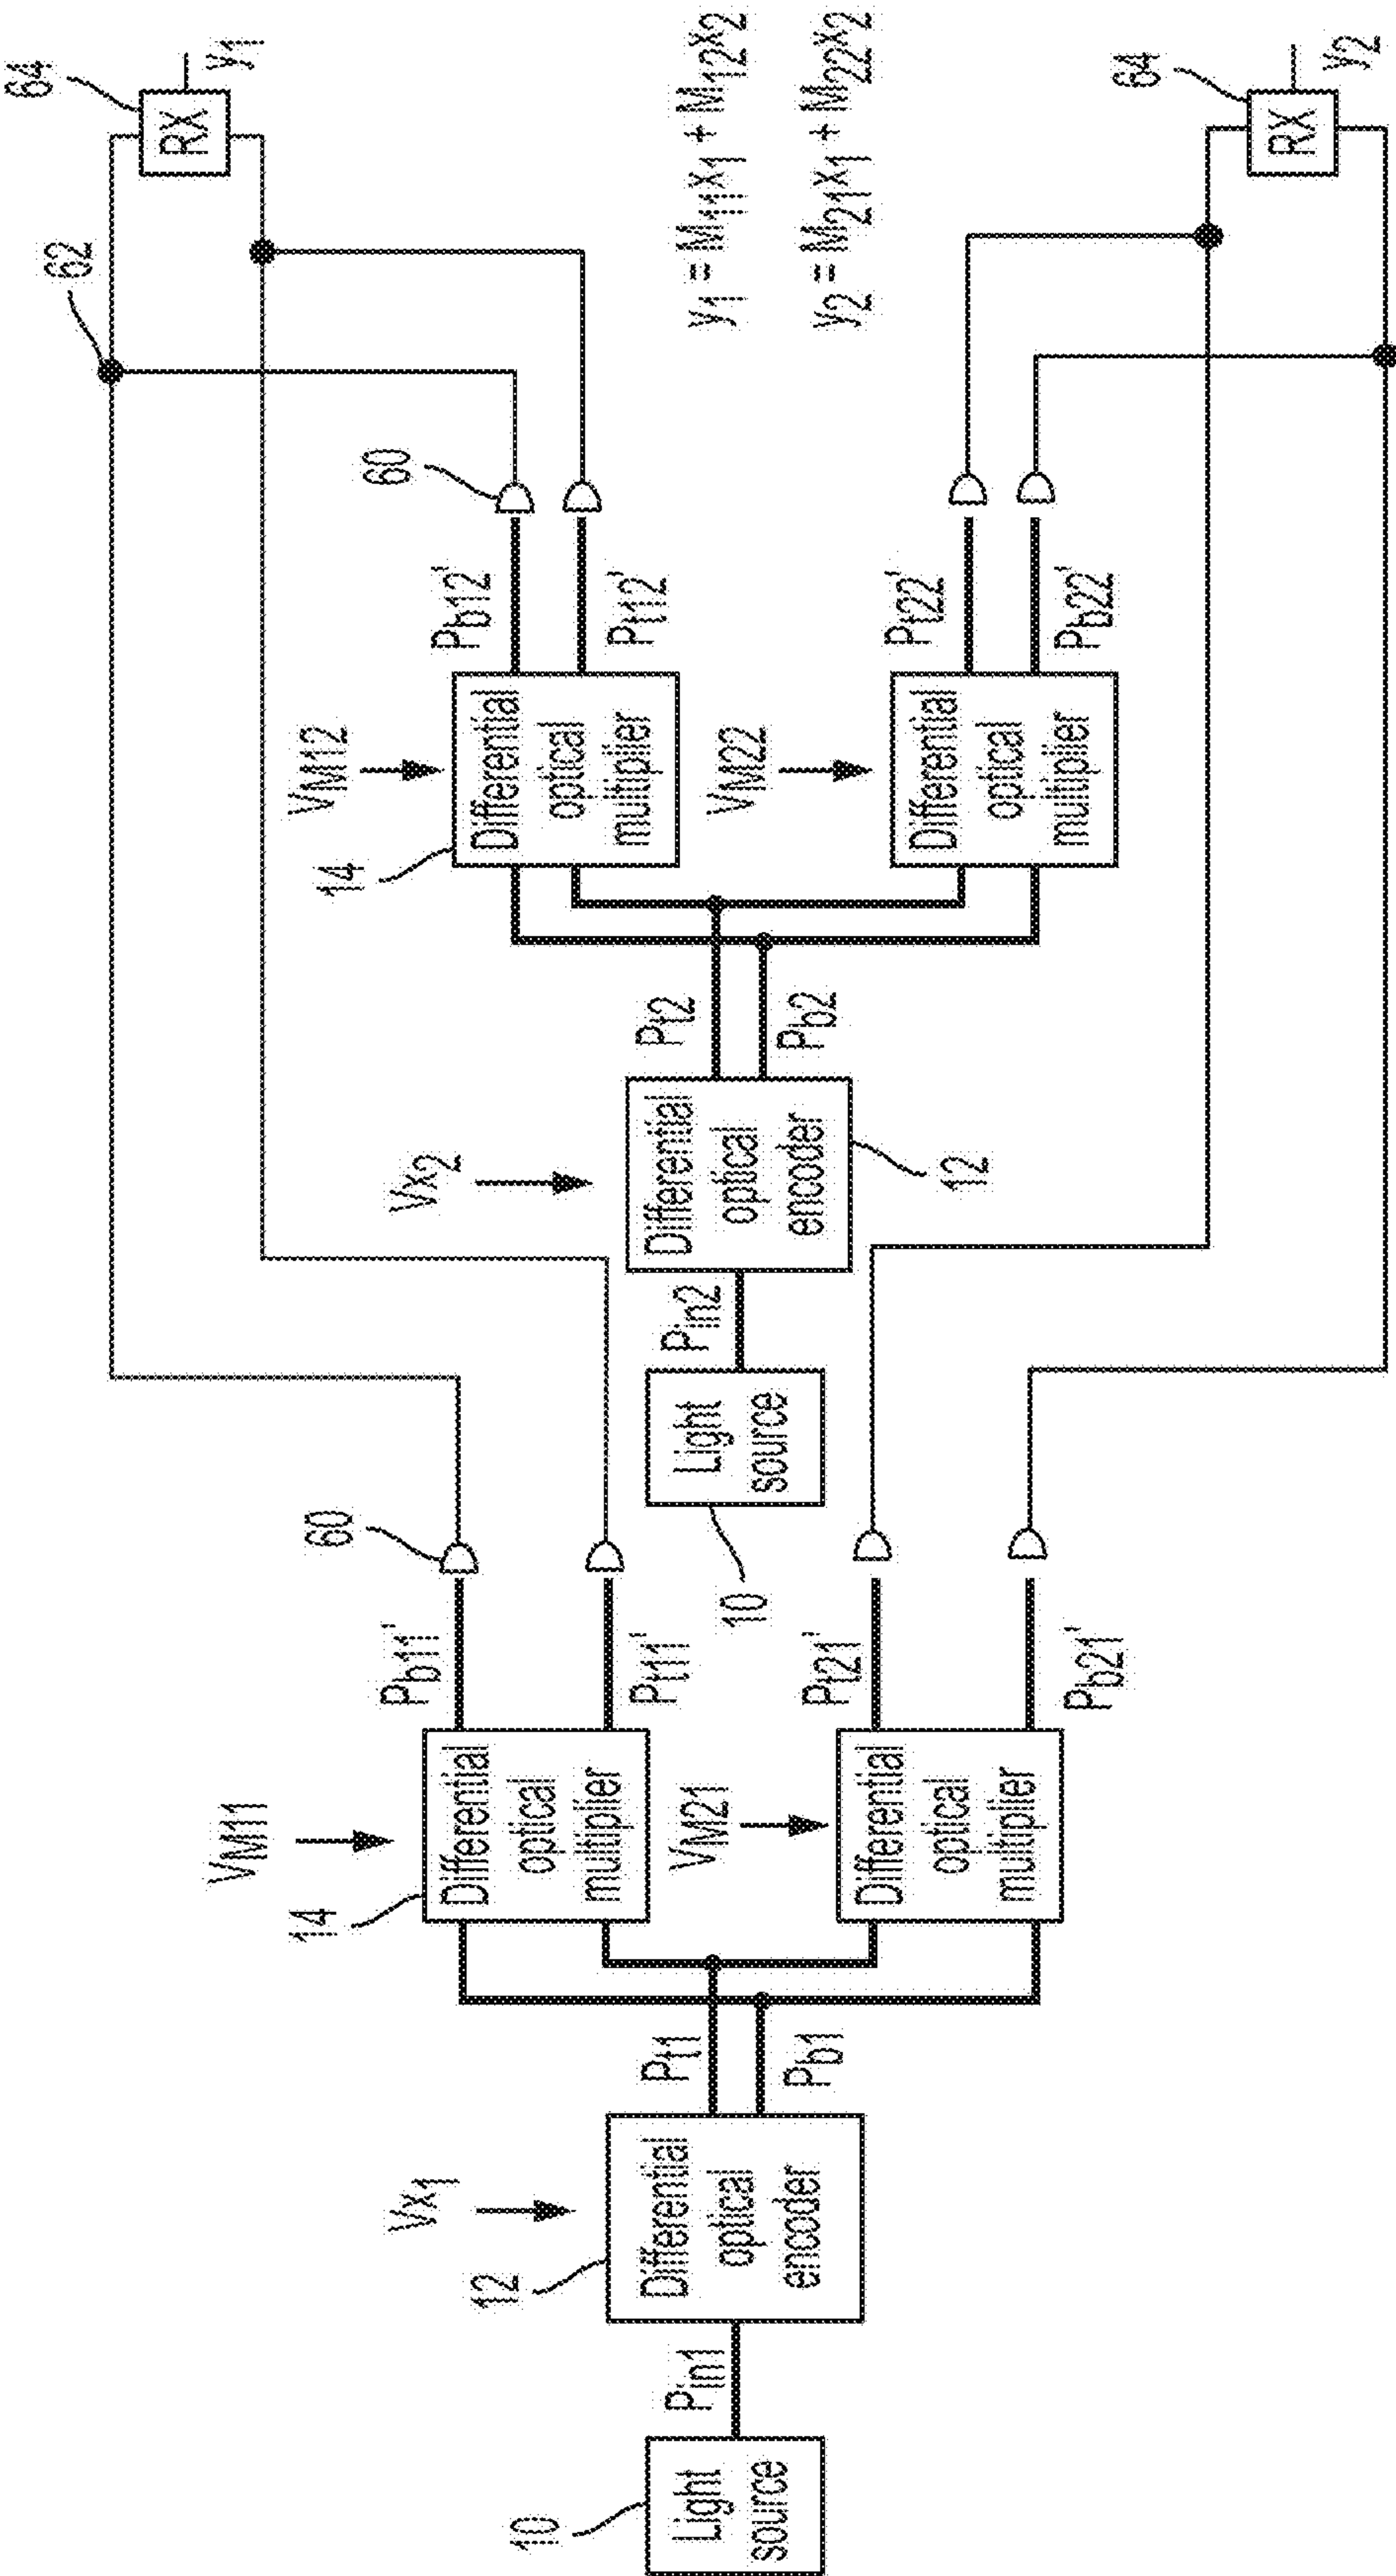 64
RX
y1
62
y1 = M11x1 + M12x2
y2 = M21x1 + M22x2
64
RX
y2
60
Pb12'
Pt12'
Pt22'
Pb22'
VM12
14
Differential
optical
multiplier
VM22
Differential
optical
multiplier
Pt2
Pb2
Vx2
Differential
optical
encoder
12
Pin2
Light
source
10
60
Pb11'
Pt11'
Pt21'
Pb21'
VM11
14
Differential
optical
multiplier
VM21
Differential
optical
multiplier
Pt1
Pb1
Vx1
12
Differential
optical
encoder
Pin1
10
Light
source